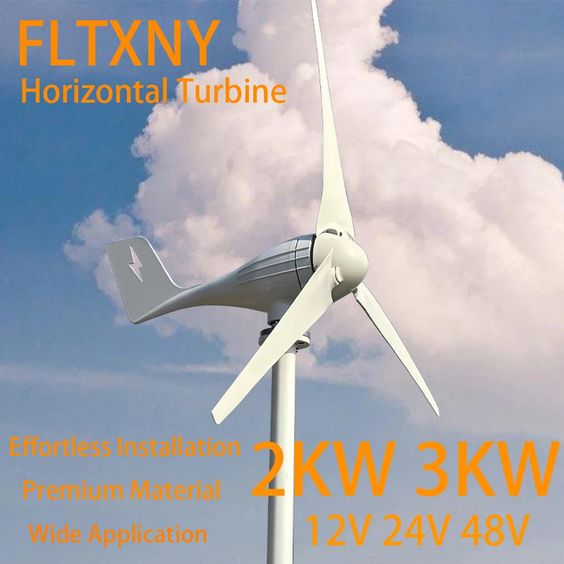 FLTXNY
Horizontal Turbine
Effortless Installation
Premium Material
Wide Application
2KW 3KW
12V 24V 48V